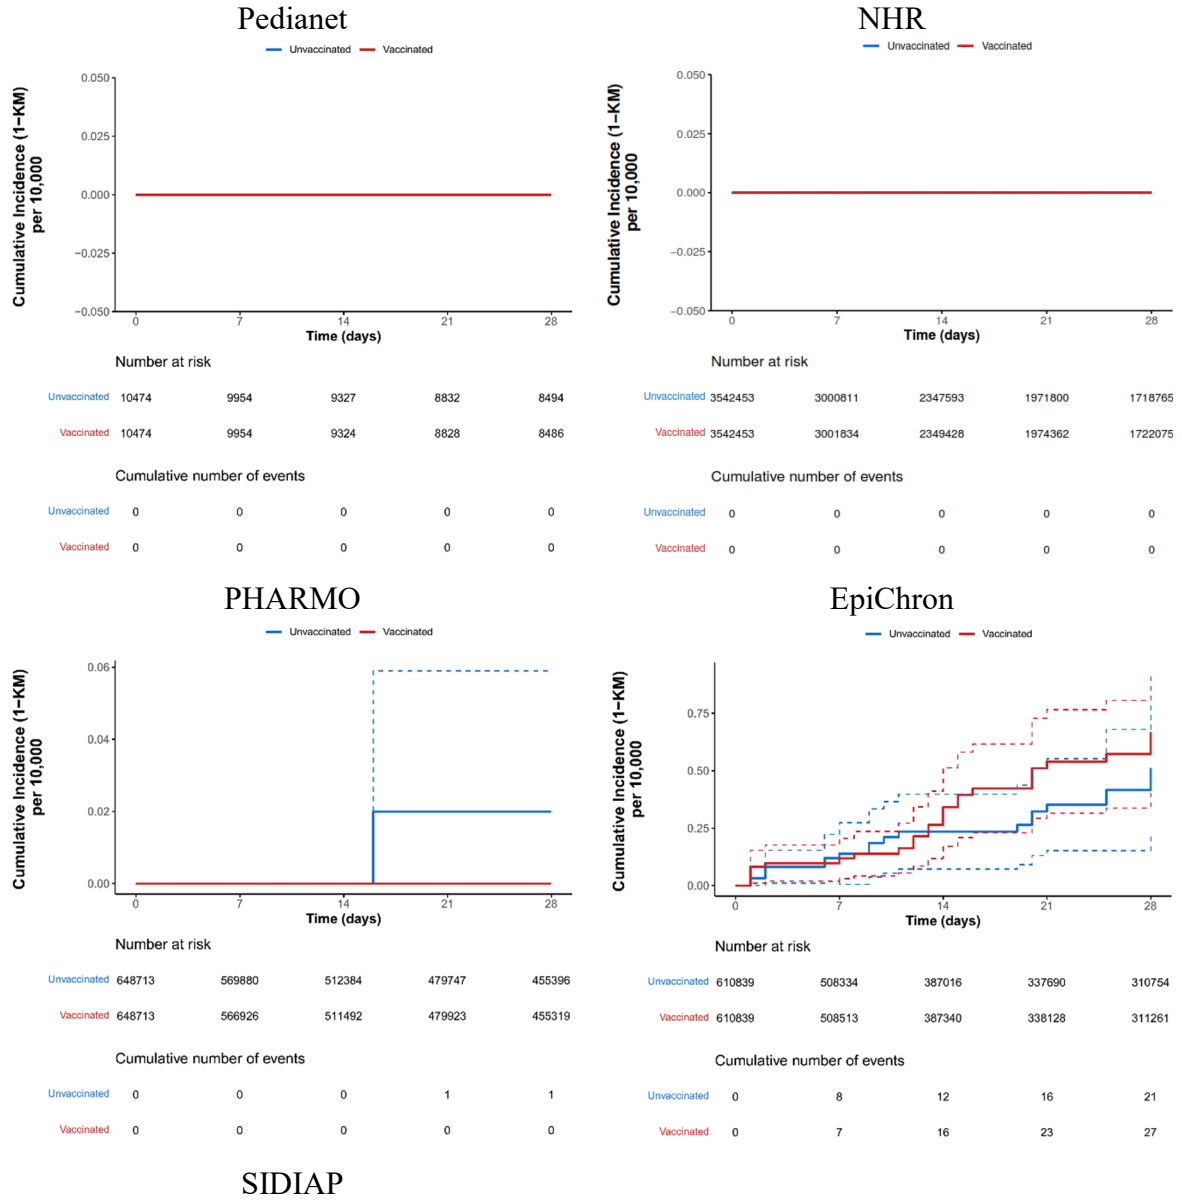 Pedianet
Unvaccinated Vaccinated
Cumulative Incidence (1−KM)
per 10,000
0.050
0.025
0.000
−0.025
−0.050
0 7 14 21 28
Time (days)
Number at risk
Unvaccinated 10474 9954 9327 8832 8494
Vaccinated 10474 9954 9324 8828 8486
Cumulative number of events
Unvaccinated 0 0 0 0 0
Vaccinated 0 0 0 0 0
NHR
Unvaccinated Vaccinated
Cumulative Incidence (1−KM)
per 10,000
0.050
0.025
0.000
−0.025
−0.050
0 7 14 21 28
Time (days)
Number at risk
Unvaccinated 3542453 3000811 2347593 1971800 1718765
Vaccinated 3542453 3001834 2349428 1974362 1722075
Cumulative number of events
Unvaccinated 0 0 0 0 0
Vaccinated 0 0 0 0 0
PHARMO
Unvaccinated Vaccinated
Cumulative Incidence (1−KM)
per 10,000
0.06
0.04
0.02
0.00
0 7 14 21 28
Time (days)
Number at risk
Unvaccinated 648713 569880 512384 479747 455396
Vaccinated 648713 566926 511492 479923 455319
Cumulative number of events
Unvaccinated 0 0 0 1 1
Vaccinated 0 0 0 0 0
EpiChron
Unvaccinated Vaccinated
Cumulative Incidence (1−KM)
per 10,000
0.75
0.50
0.25
0.00
0 7 14 21 28
Time (days)
Number at risk
Unvaccinated 610839 508334 387016 337690 310754
Vaccinated 610839 508513 387340 338128 311261
Cumulative number of events
Unvaccinated 0 8 12 16 21
Vaccinated 0 7 16 23 27
SIDIAP